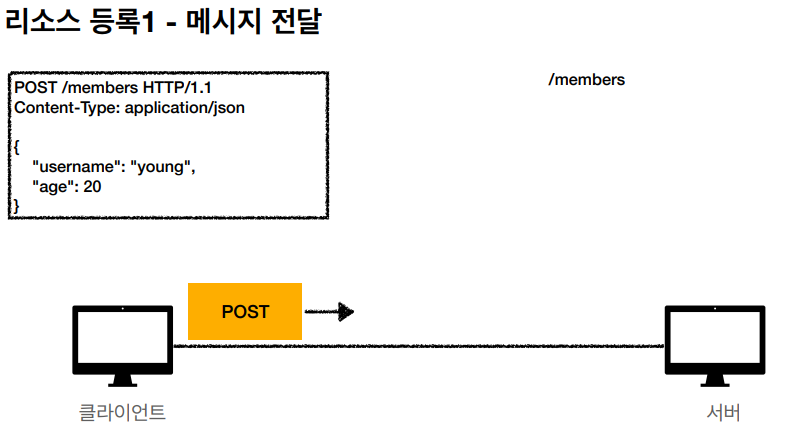 리소스 등록1 - 메시지 전달
POST /members HTTP/1.1
Content-Type: application/json
{
"username": "young",
"age": 20
}
/members
POST
클라이언트
서버